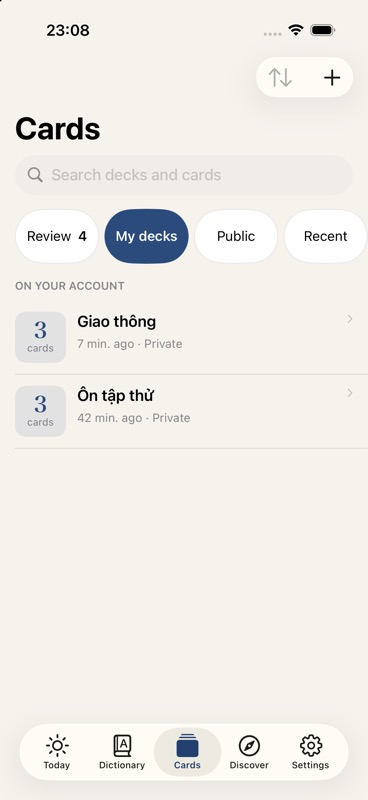 23:08
Cards
Search decks and cards
Review 4
My decks
Public
Recent
ON YOUR ACCOUNT
3
cards
Giao thông
7 min. ago · Private
3
cards
Ôn tập thử
42 min. ago · Private
A
Today
Dictionary
Cards
Discover
Settings